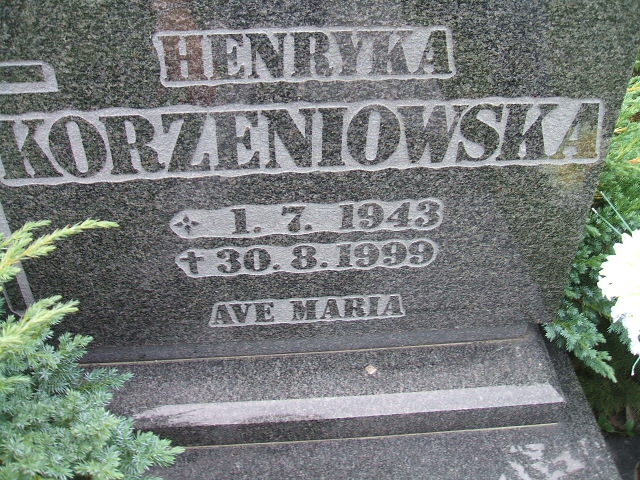 HENRYKA
KORZENIOWSKA
1. 7. 1943
✝ 30. 8. 1999
AVE MARIA